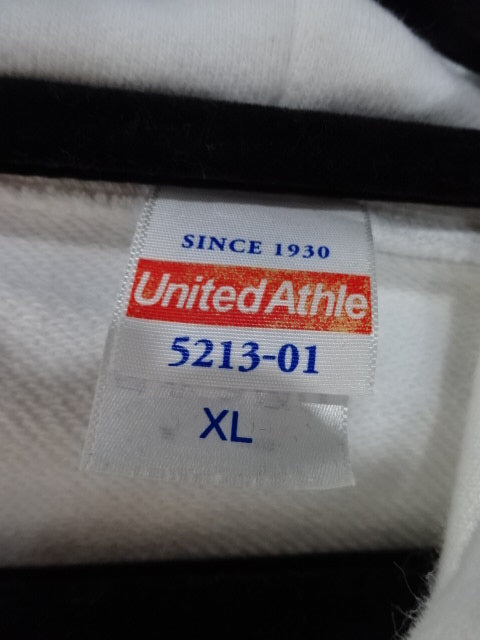 SINCE 1930
United Athle
5213-01
XL